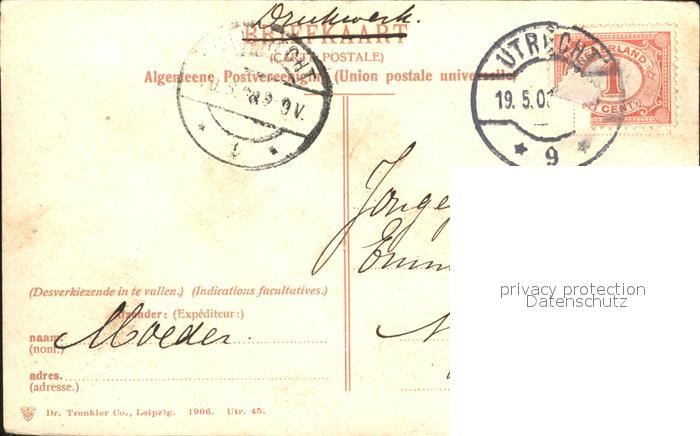 Drukwerk.
BRIEFKAART
(CARTE POSTALE)
Algemeene Postvereeniging (Union postale universelle)
UTRECHT
19.5.0
9
1
CENT
9 V.
1
Jonge
Emm
privacy protection
Datenschutz
(Desverkiezende in te vullen.) (Indications facultatives.)
Afzender: (Expéditeur:)
naam Moeder.
(nom.)
adres.
(adresse.)
Dr. Trenkler Co., Leipzig. 1906. Utr. 45.